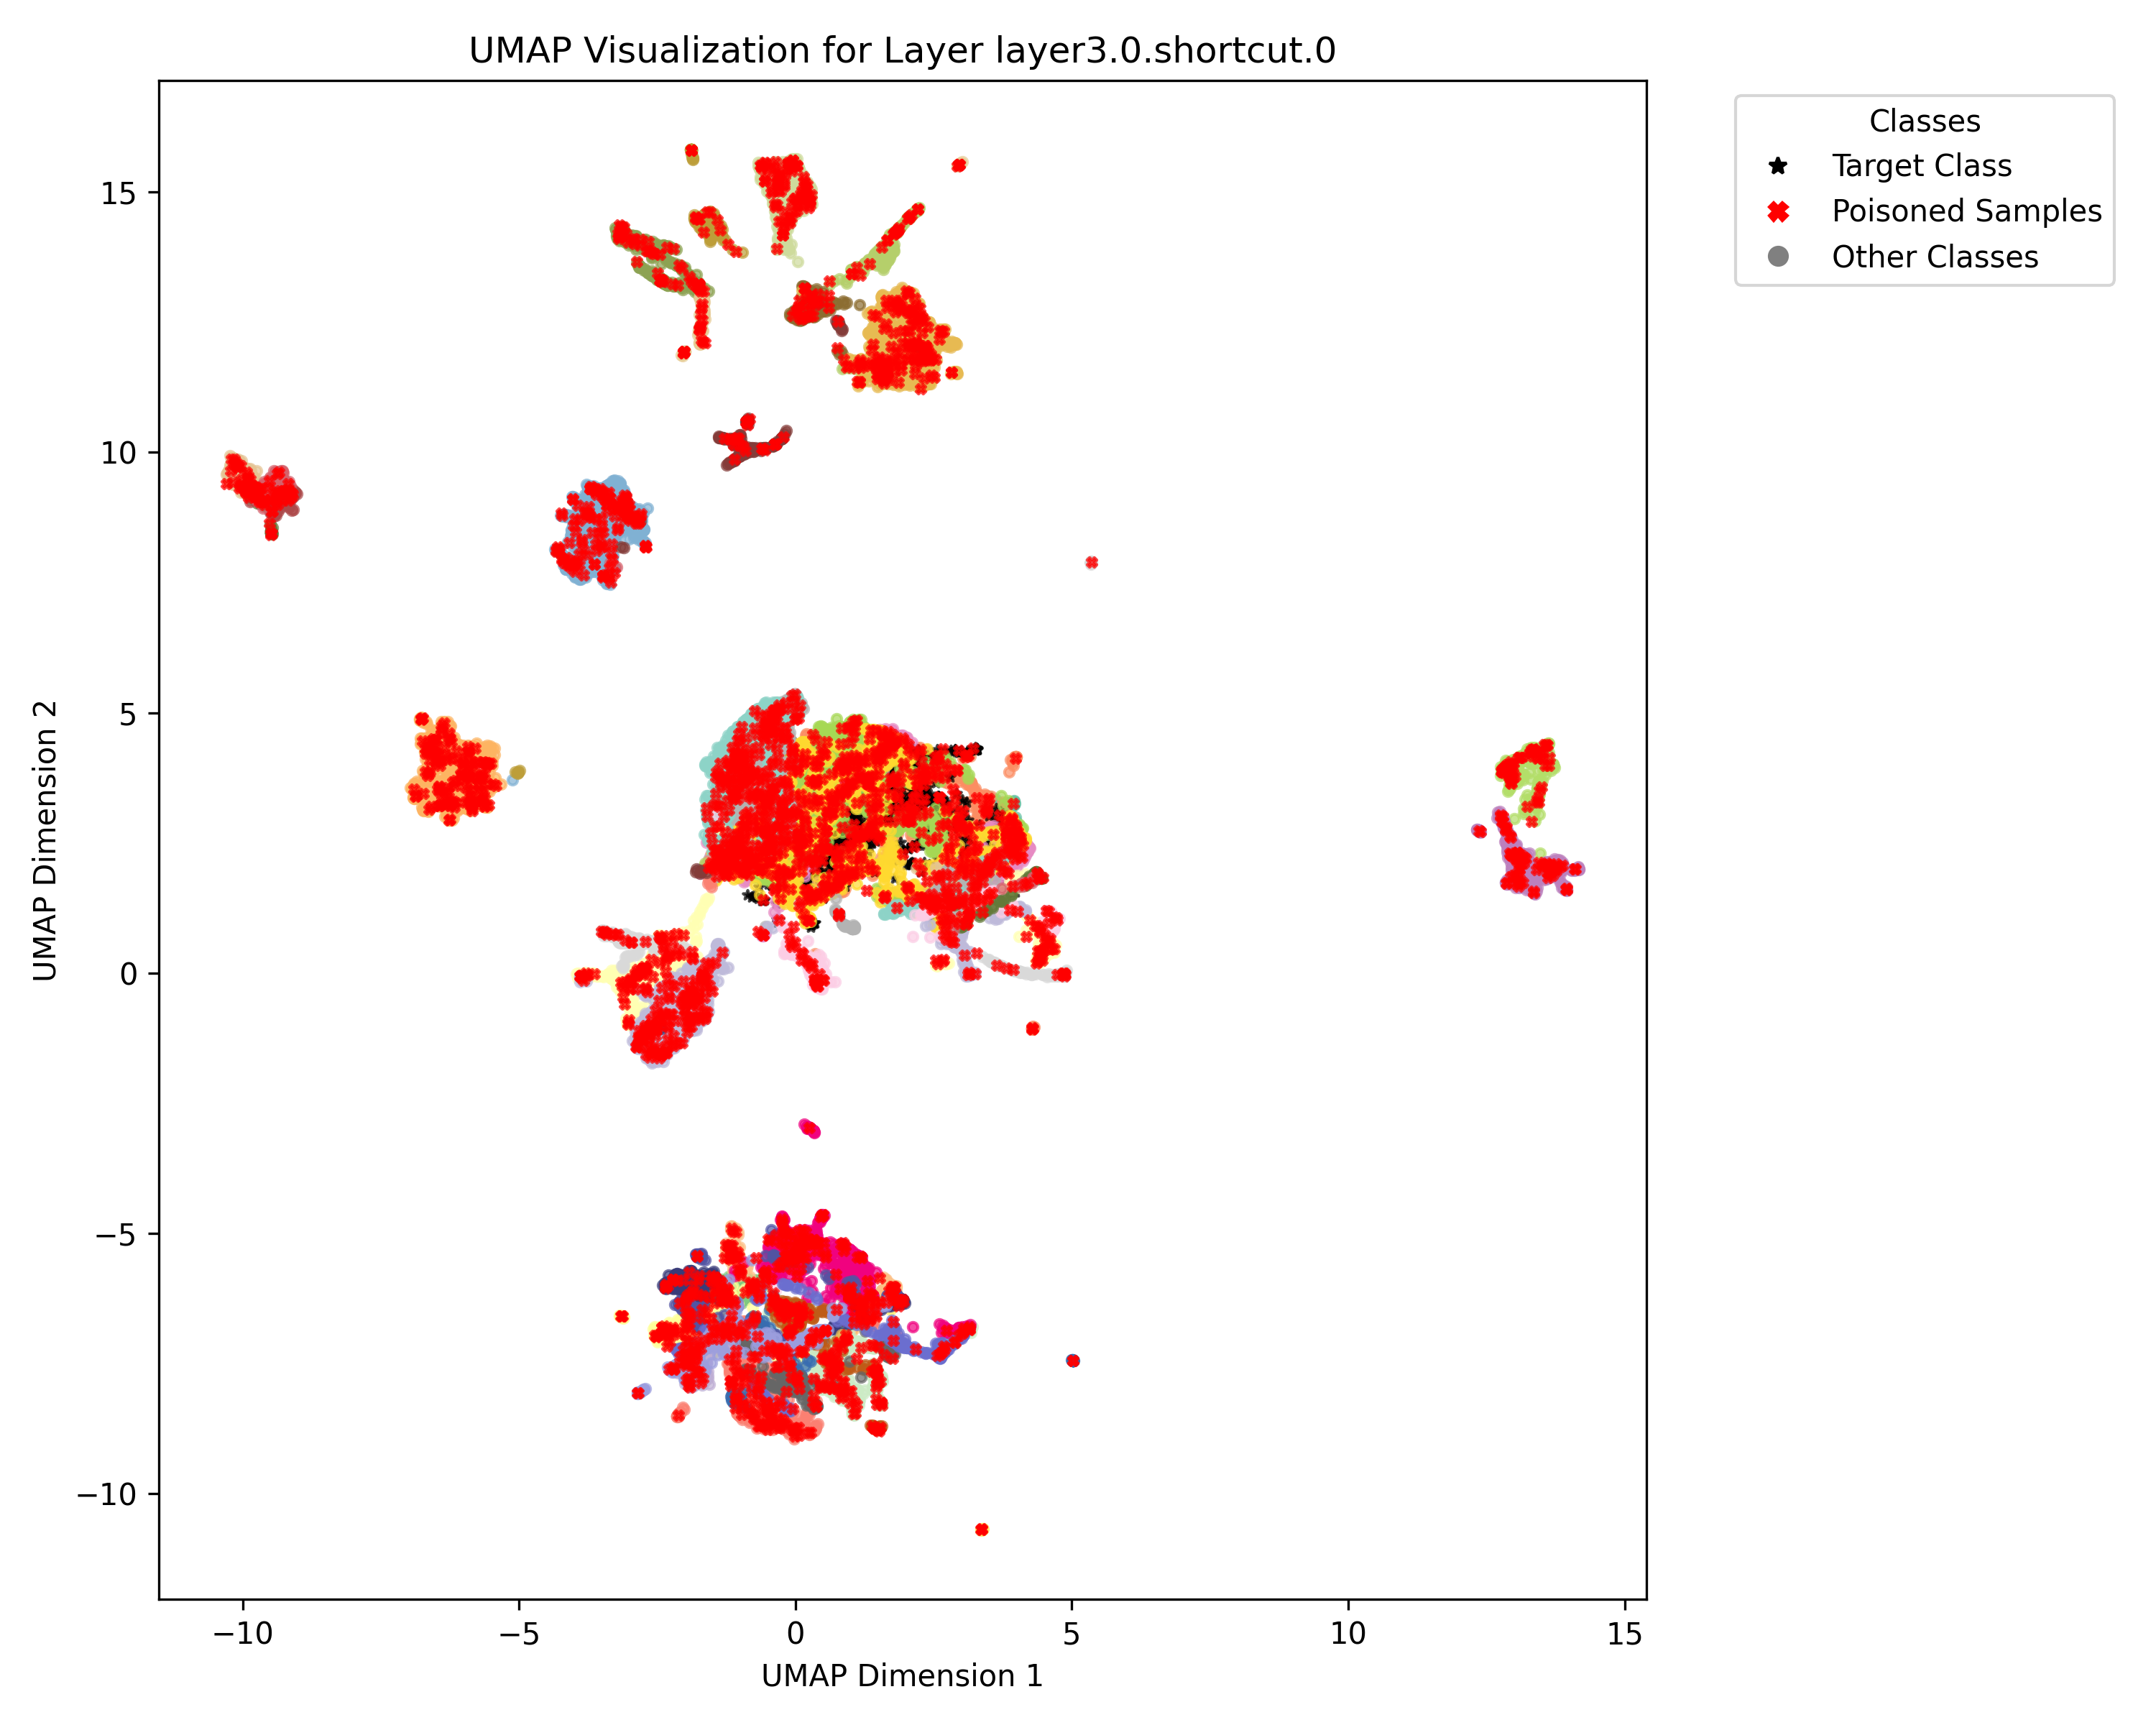 UMAP Visualization for Layer layer3.0.shortcut.0
Classes
Target Class
Poisoned Samples
Other Classes
15
10
5
0
−5
−10
UMAP Dimension 2
−10
−5
0
5
10
15
UMAP Dimension 1